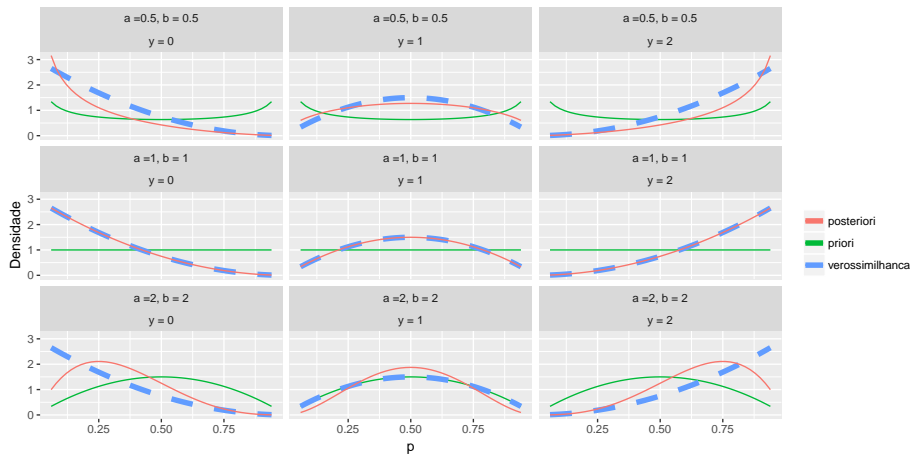 a =0.5, b = 0.5
a =0.5, b = 0.5
a =0.5, b = 0.5
y = 0
y = 1
y = 2
3
2
1
0
a =1, b = 1
a =1, b = 1
a =1, b = 1
y = 0
y = 1
y = 2
3
2
1
0
a =2, b = 2
a =2, b = 2
a =2, b = 2
y = 0
y = 1
y = 2
3
2
1
0
0.25
0.50
0.75
0.25
0.50
0.75
0.25
0.50
0.75
p
Densidade
posteriori
priori
verossimilhanca